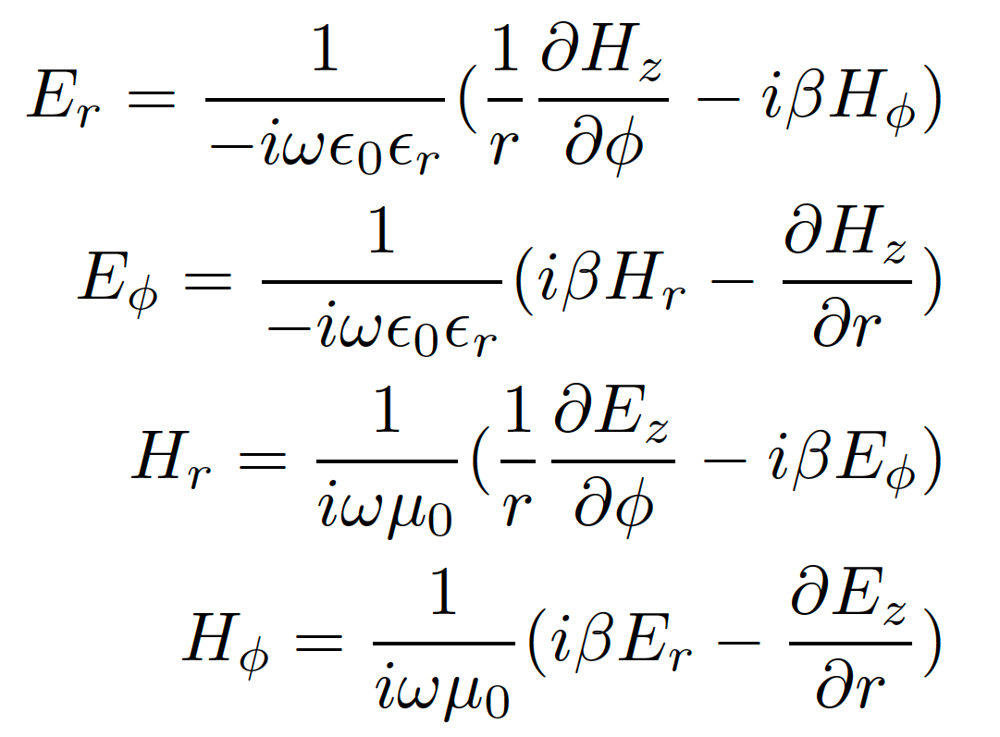 E_r = \frac{1}{-i\omega\epsilon_0\epsilon_r}(\frac{1}{r}\frac{\partial H_z}{\partial \phi} - i\beta H_\phi)
E_\phi = \frac{1}{-i\omega\epsilon_0\epsilon_r}(i\beta H_r - \frac{\partial H_z}{\partial r})
H_r = \frac{1}{i\omega\mu_0}(\frac{1}{r}\frac{\partial E_z}{\partial \phi} - i\beta E_\phi)
H_\phi = \frac{1}{i\omega\mu_0}(i\beta E_r - \frac{\partial E_z}{\partial r})